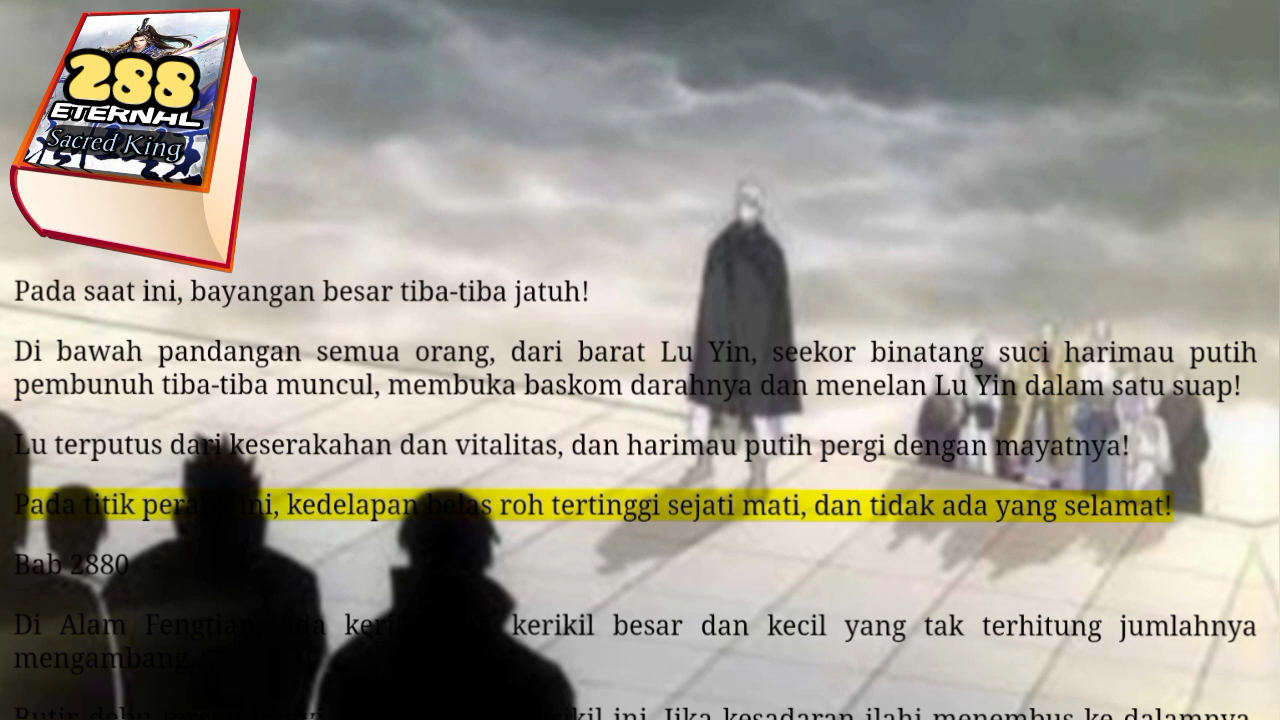 288
ETERNAL
Sacred King
Pada saat ini, bayangan besar tiba-tiba jatuh!
Di bawah pandangan semua orang, dari barat Lu Yin, seekor binatang suci harimau putih
pembunuh tiba-tiba muncul, membuka baskom darahnya dan menelan Lu Yin dalam satu suap!
Lu terputus dari keserakahan dan vitalitas, dan harimau putih pergi dengan mayatnya!
Pada titik ini, kedelapan belas roh tertinggi sejati mati, dan tidak ada yang selamat!
Bab 2880
Di Alam Fengtian, ada kerikil besar dan kecil yang tak terhitung jumlahnya
mengambang.
Butir debu ini. Jika kesadaran ilahi menembus ke dalamnya,